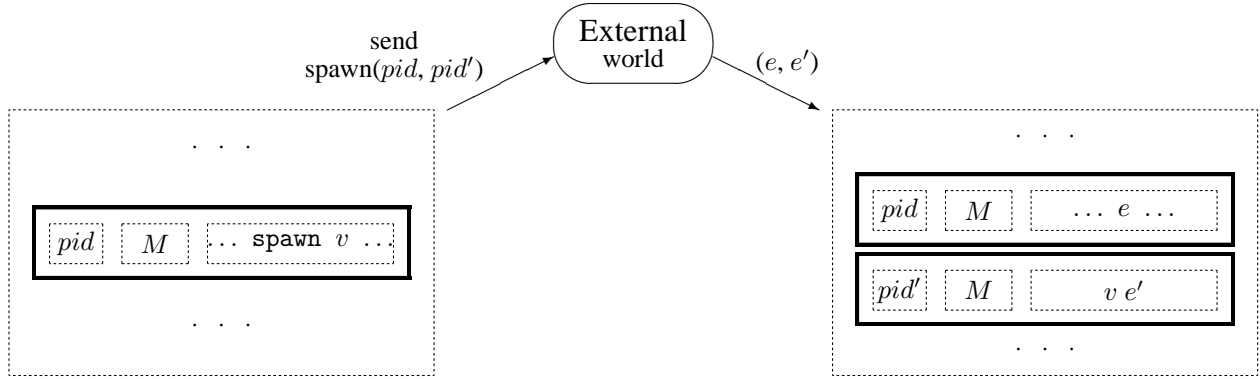 send
spawn(pid, pid′)
External
world
(e, e′)
. . .
pid M ... spawn v ...
. . .
. . .
pid M ... e ...
pid′ M v e′
. . .